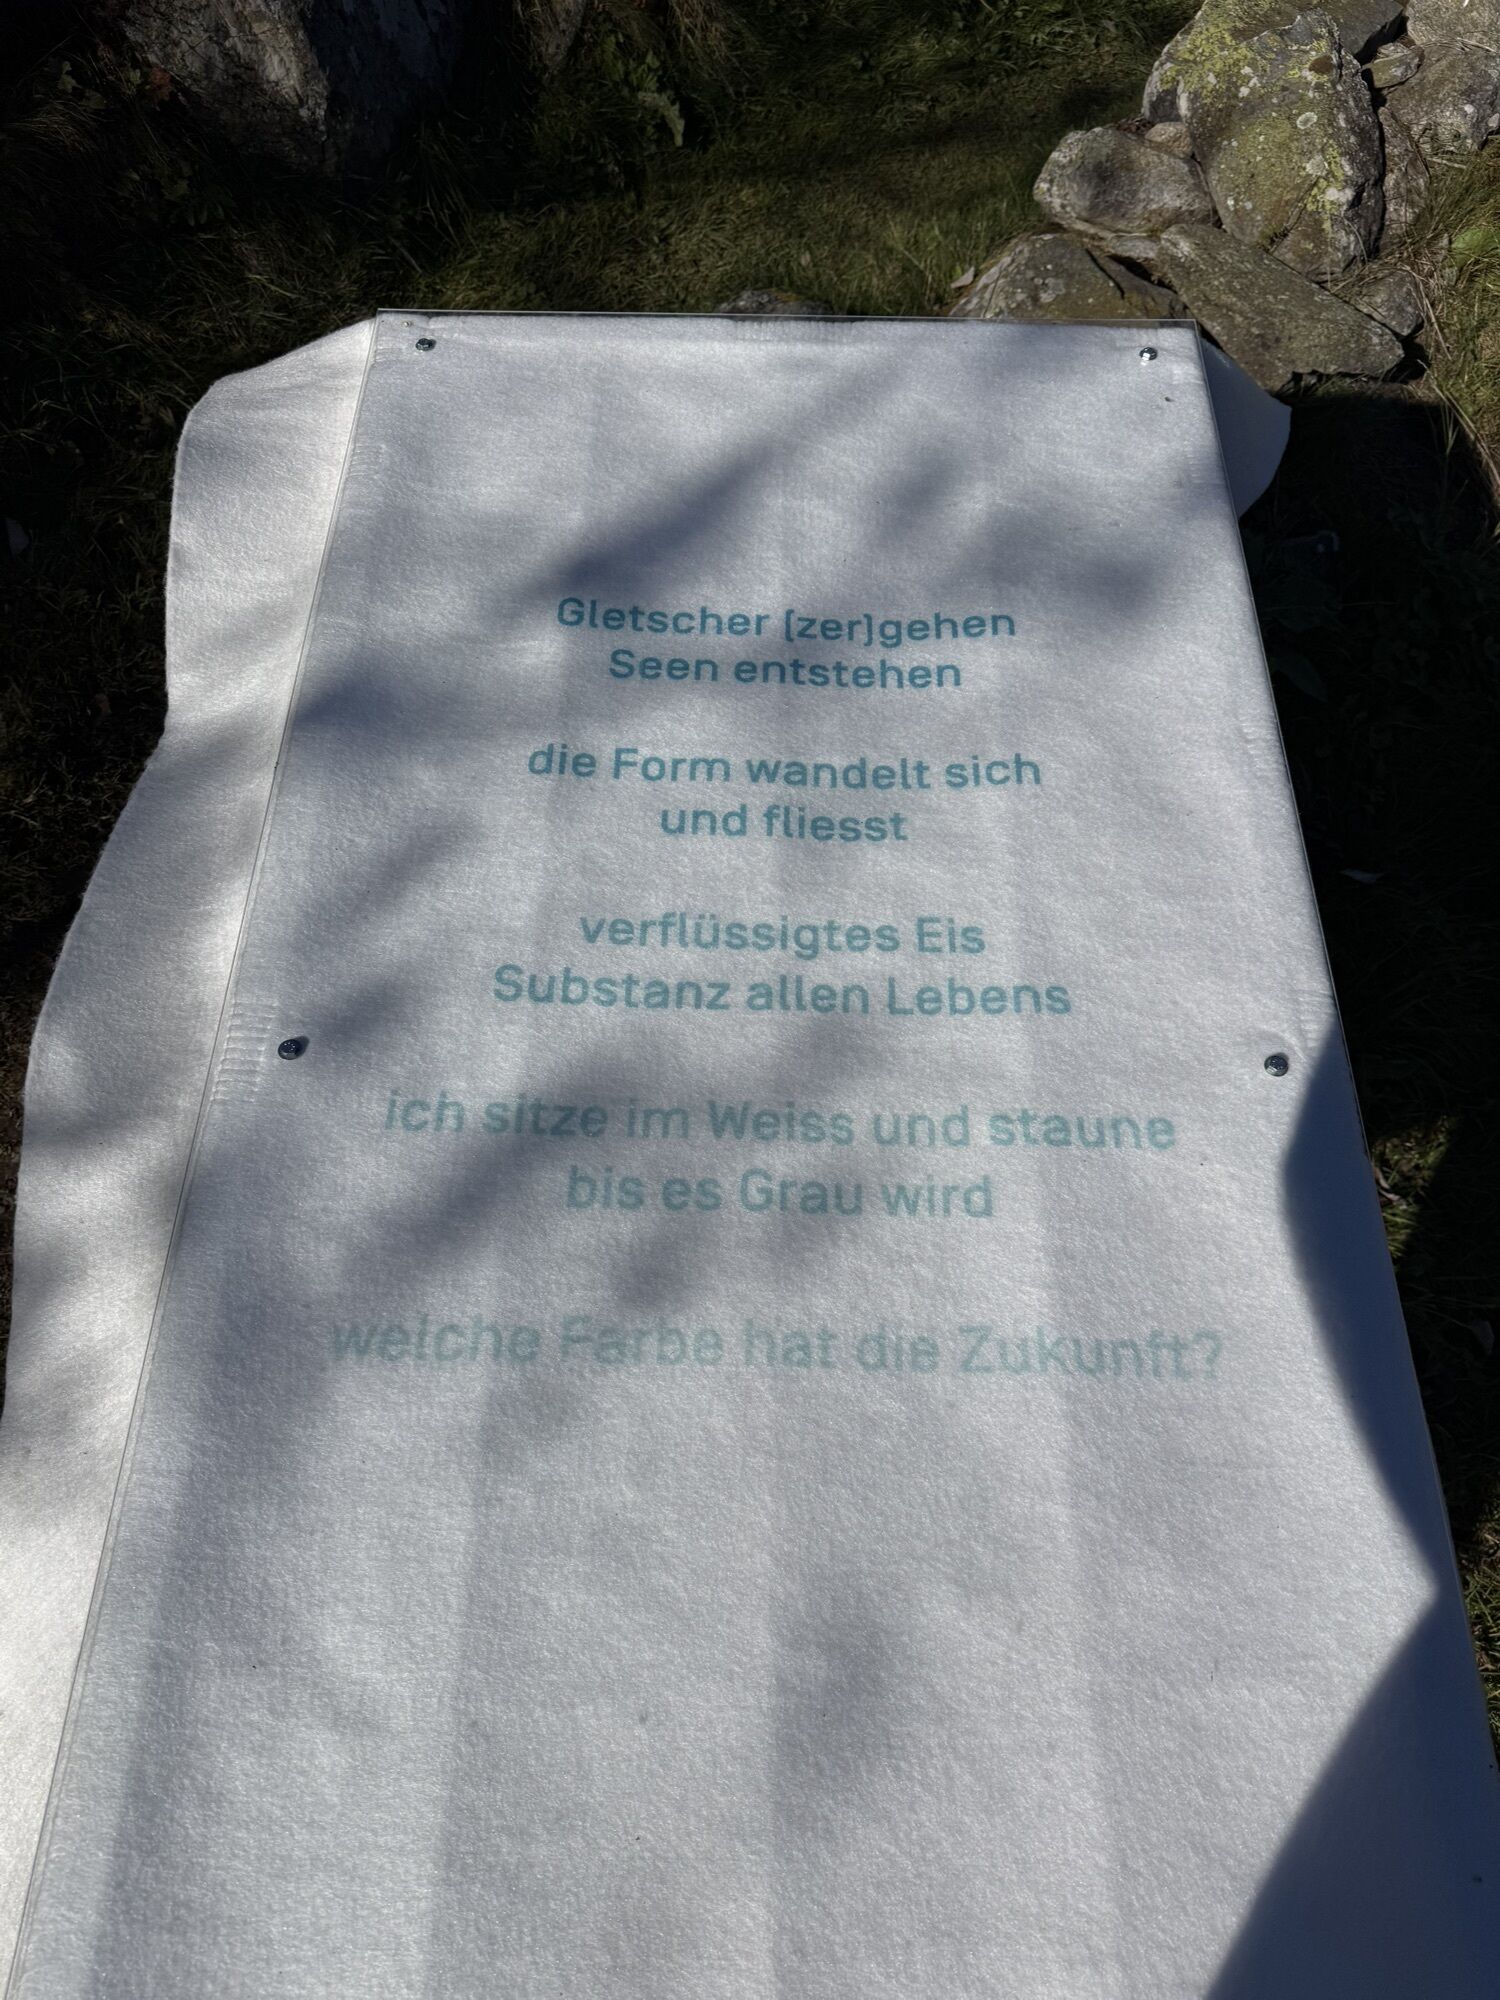 Gletscher (zer)gehen
Seen entstehen
die Form wandelt sich
und fliesst
verflüssigtes Eis
Substanz allen Lebens
ich sitze im Weiss und staune
bis es Grau wird
welche Farbe hat die Zukunft?